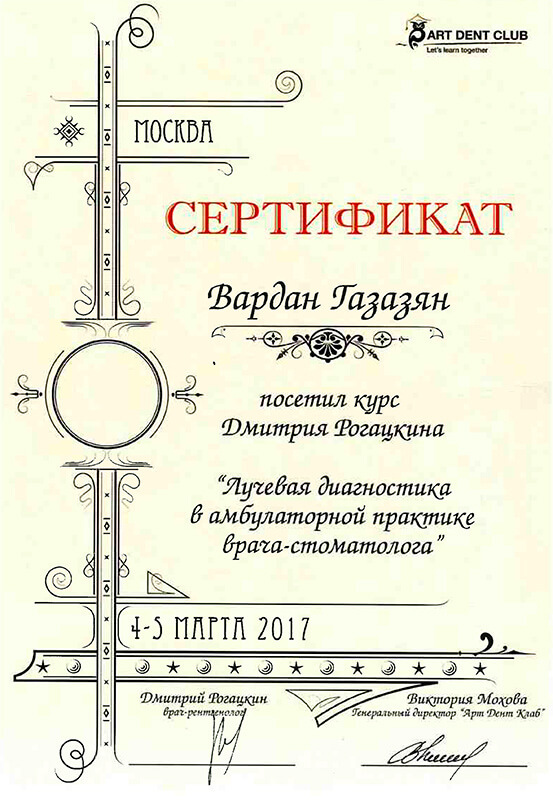 ART DENT CLUB
Let's learn together
МОСКВА
СЕРТИФИКАТ
Вардан Газазян
посетил курс
Дмитрия Рогацкина
“Лучевая диагностика
в амбулаторной практике
врача-стоматолога”
4-5 МАРТА 2017
Дмитрий Рогацкин
врач-рентгенолог
Виктория Мохова
Генеральный директор “Арт Дент Клаб”